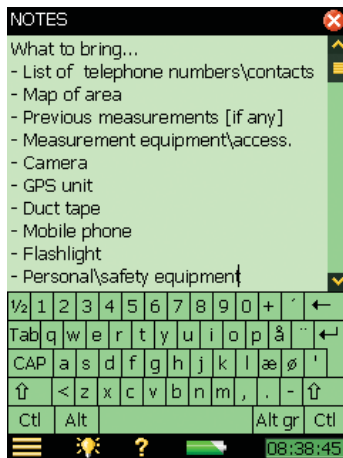 NOTES
What to bring...
- List of  telephone numbers\contacts
- Map of area
- Previous measurements [if any]
- Measurement equipment\access.
- Camera
- GPS unit
- Duct tape
- Mobile phone
- Flashlight
- Personal\safety equipment
½ 1 2 3 4 5 6 7 8 9 0 + ´ ←
Tab q w e r t y u i o p å ¨ ↵
CAP a s d f g h j k l æ ø '
⇧ < z x c v b n m , . - ⇧
Ctl Alt Alt gr Ctl
? 08:38:45